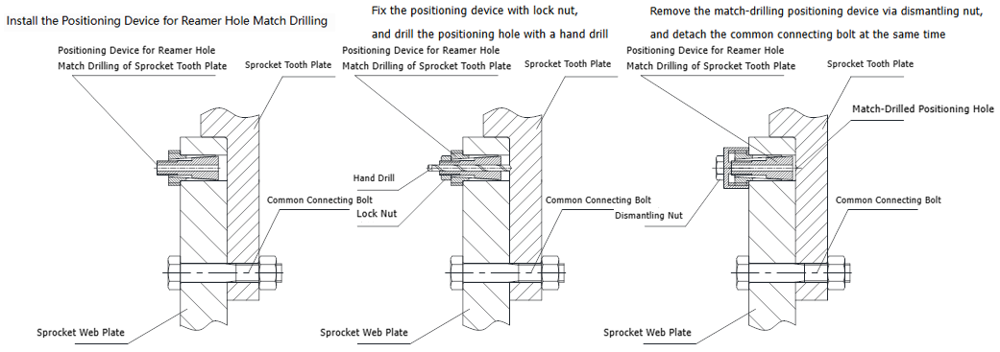 Install the Positioning Device for Reamer Hole Match Drilling
Positioning Device for Reamer Hole
Match Drilling of Sprocket Tooth Plate
Sprocket Tooth Plate
Common Connecting Bolt
Sprocket Web Plate
Fix the positioning device with lock nut,
and drill the positioning hole with a hand drill
Positioning Device for Reamer Hole
Match Drilling of Sprocket Tooth Plate
Sprocket Tooth Plate
Hand Drill
Lock Nut
Common Connecting Bolt
Sprocket Web Plate
Remove the match-drilling positioning device via dismantling nut,
and detach the common connecting bolt at the same time
Positioning Device for Reamer Hole
Match Drilling of Sprocket Tooth Plate
Sprocket Tooth Plate
Match-Drilled Positioning Hole
Common Connecting Bolt
Dismantling Nut
Sprocket Web Plate